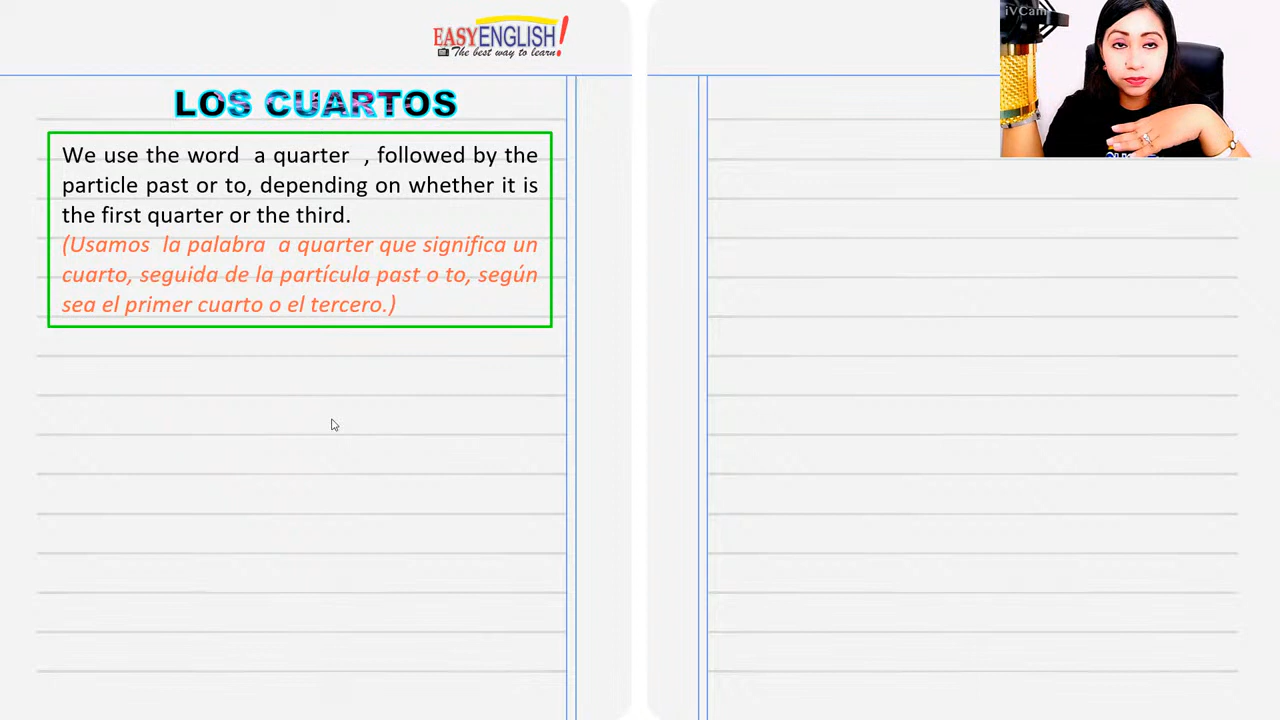 EASYENGLISH!
The best way to learn!
iVCam
LOS CUARTOS
We use the word a quarter , followed by the
particle past or to, depending on whether it is
the first quarter or the third.
(Usamos la palabra a quarter que significa un
cuarto, seguida de la partícula past o to, según
sea el primer cuarto o el tercero.)